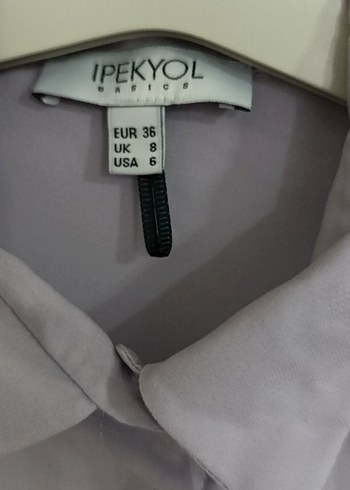 IPEKYOL
BASICS
EUR 36
UK 8
USA 6